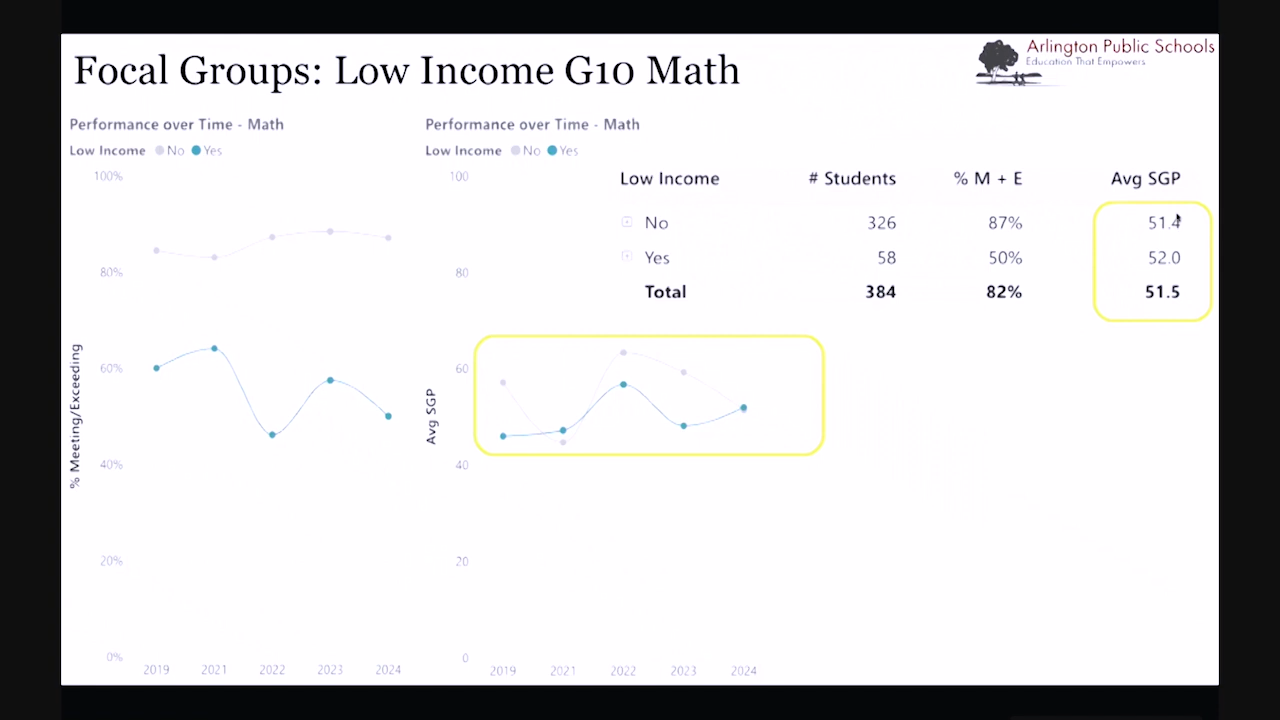 Focal Groups: Low Income G10 Math
Arlington Public Schools
Education That Empowers
Performance over Time - Math
Low Income No Yes
100%
80%
60%
40%
20%
0%
% Meeting/Exceeding
2019 2021 2022 2023 2024
Performance over Time - Math
Low Income No Yes
100
80
60
40
20
0
Avg SGP
2019 2021 2022 2023 2024
Low Income # Students % M + E Avg SGP
No 326 87% 51.4
Yes 58 50% 52.0
Total 384 82% 51.5